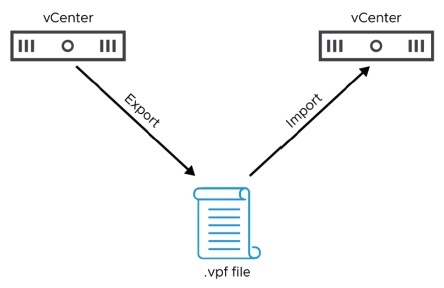 vCenter
vCenter
Export
Import
.vpf file